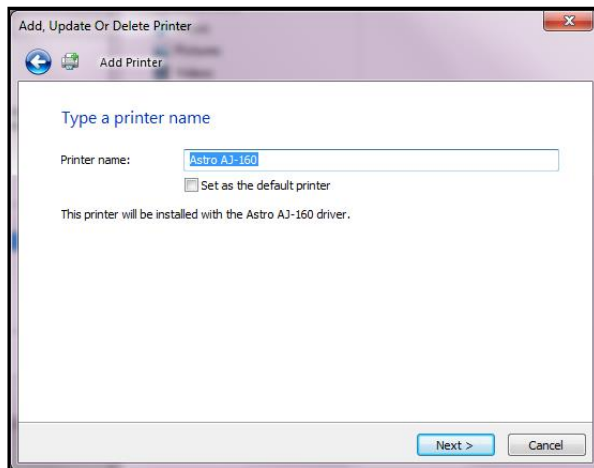 Add, Update Or Delete Printer
Add Printer
Type a printer name
Printer name:
Astro AJ-160
Set as the default printer
This printer will be installed with the Astro AJ-160 driver.
Next >
Cancel